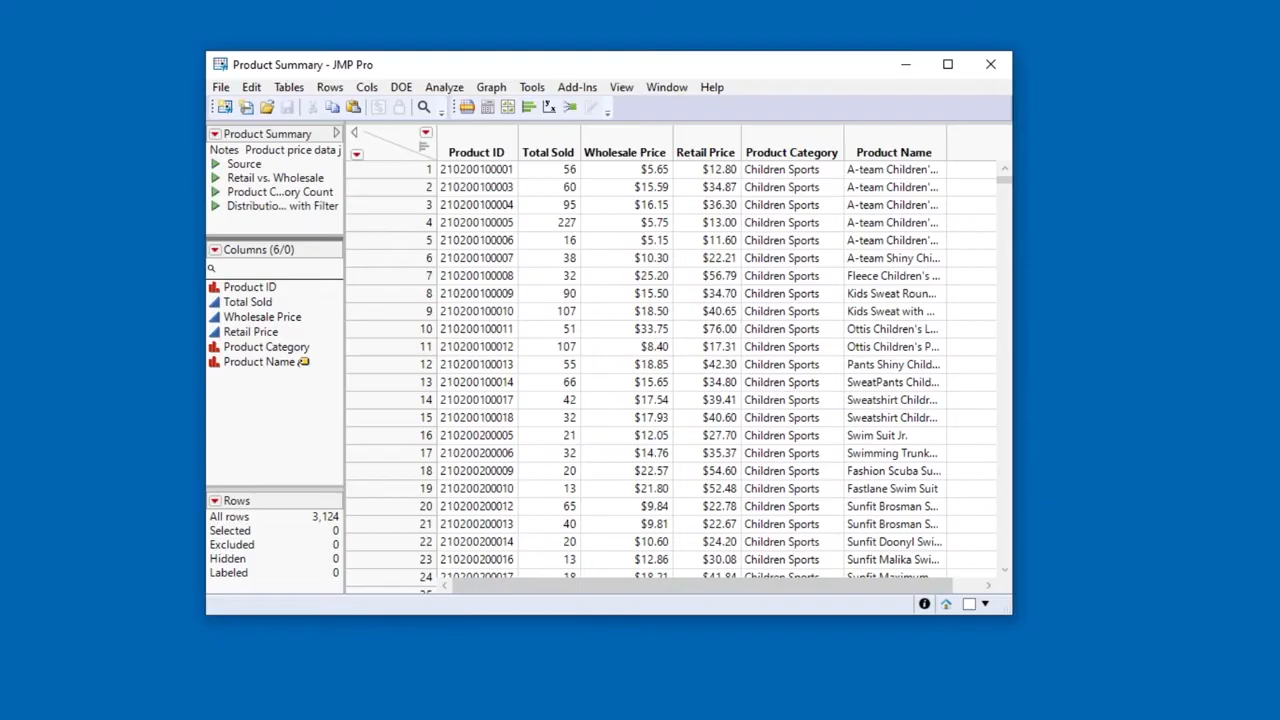 Product Summary - JMP Pro
File Edit Tables Rows Cols DOE Analyze Graph Tools Add-Ins View Window Help
Product Summary
Notes Product price data j
Source
Retail vs. Wholesale
Product C...ory Count
Distributio... with Filter
Columns (6/0)
Product ID
Total Sold
Wholesale Price
Retail Price
Product Category
Product Name
Rows
All rows 3,124
Selected 0
Excluded 0
Hidden 0
Labeled 0
Product ID Total Sold Wholesale Price Retail Price Product Category Product Name
1 210200100001 56 $5.65 $12.80 Children Sports A-team Children'...
2 210200100003 60 $15.59 $34.87 Children Sports A-team Children'...
3 210200100004 95 $16.15 $36.30 Children Sports A-team Children'...
4 210200100005 227 $5.75 $13.00 Children Sports A-team Children'...
5 210200100006 16 $5.15 $11.60 Children Sports A-team Children'...
6 210200100007 38 $10.30 $22.21 Children Sports A-team Shiny Chi...
7 210200100008 32 $25.20 $56.79 Children Sports Fleece Children's ...
8 210200100009 90 $15.50 $34.70 Children Sports Kids Sweat Roun...
9 210200100010 107 $18.50 $40.65 Children Sports Kids Sweat with ...
10 210200100011 51 $33.75 $76.00 Children Sports Ottis Children's L...
11 210200100012 107 $8.40 $17.31 Children Sports Ottis Children's P...
12 210200100013 55 $18.85 $42.30 Children Sports Pants Shiny Child...
13 210200100014 66 $15.65 $34.80 Children Sports SweatPants Child...
14 210200100017 42 $17.54 $39.41 Children Sports Sweatshirt Childr...
15 210200100018 32 $17.93 $40.60 Children Sports Sweatshirt Childr...
16 210200200005 21 $12.05 $27.70 Children Sports Swim Suit Jr.
17 210200200006 32 $14.76 $35.37 Children Sports Swimming Trunk...
18 210200200009 20 $22.57 $54.60 Children Sports Fashion Scuba Su...
19 210200200010 13 $21.80 $52.48 Children Sports Fastlane Swim Suit
20 210200200012 65 $9.84 $22.78 Children Sports Sunfit Brosman S...
21 210200200013 40 $9.81 $22.67 Children Sports Sunfit Brosman S...
22 210200200014 20 $10.60 $24.20 Children Sports Sunfit Doonyl Swi...
23 210200200016 13 $12.86 $30.08 Children Sports Sunfit Malika Swi...
24 210200200017 18 $18.21 $41.84 Children Sports Sunfit Maximum